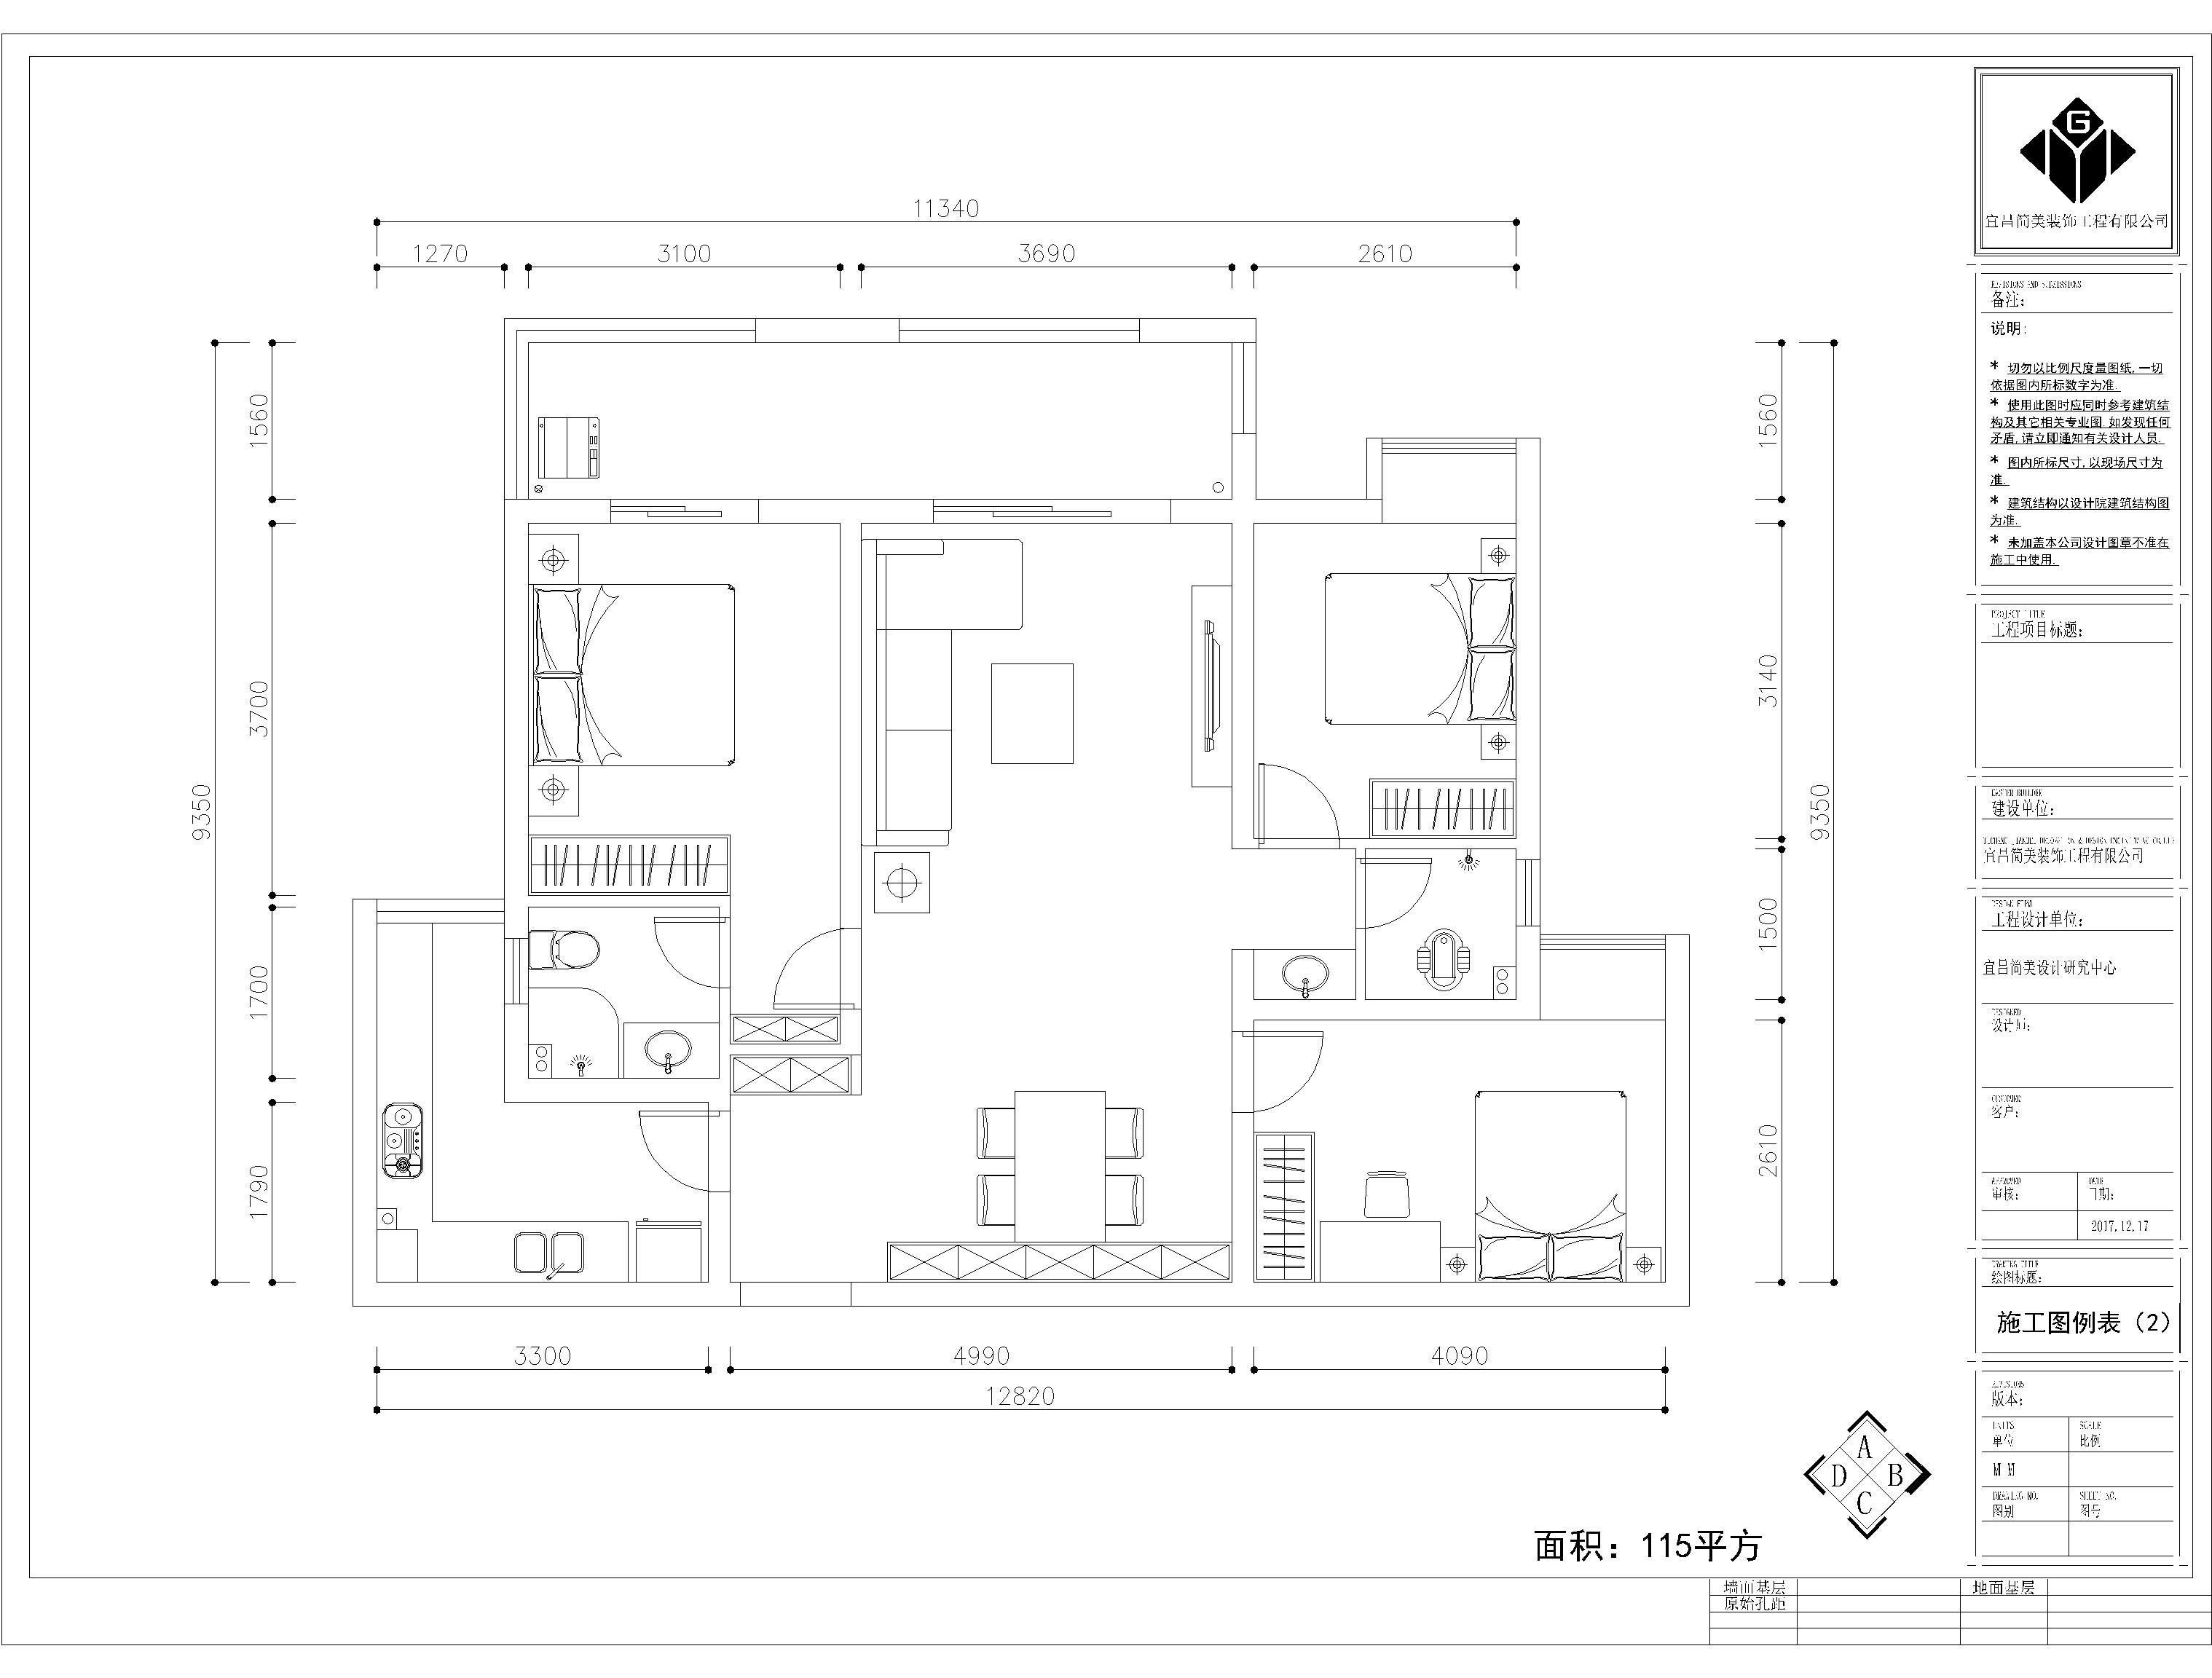 11340
1270
3100
3690
2610
1560
3700
9350
1700
1790
1560
3140
9350
1500
2610
3300
4990
4090
12820
A
D
B
C
面积：115平方
G
宜昌简美装饰工程有限公司
备注:
说明:
* 切勿以比例尺度量图纸,一切
依据图内所标数字为准.
* 使用此图时应同时参考建筑结
构及其它相关专业图.如发现任何
矛盾,请立即通知有关设计人员.
* 图内所标尺寸,以现场尺寸为
准.
* 建筑结构以设计院建筑结构图
为准.
* 未加盖本公司设计图章不准在
施工中使用.
PROJECT TITLE
工程项目标题:
建设单位:
宜昌简美装饰工程有限公司
工程设计单位:
宜昌简美设计研究中心
DESIGNED
设计师:
CUSTOMER
客户:
APPROVED
审核:
DATE
日期:
2017.12.17
DRAWING TITLE
绘图标题:
施工图例表（2）
REVISIONS
版本:
UNITS
单位
SCALE
比例
MM
DRAWING NO.
图别
SHEET NO.
图号
墙面基层
地面基层
原始孔距